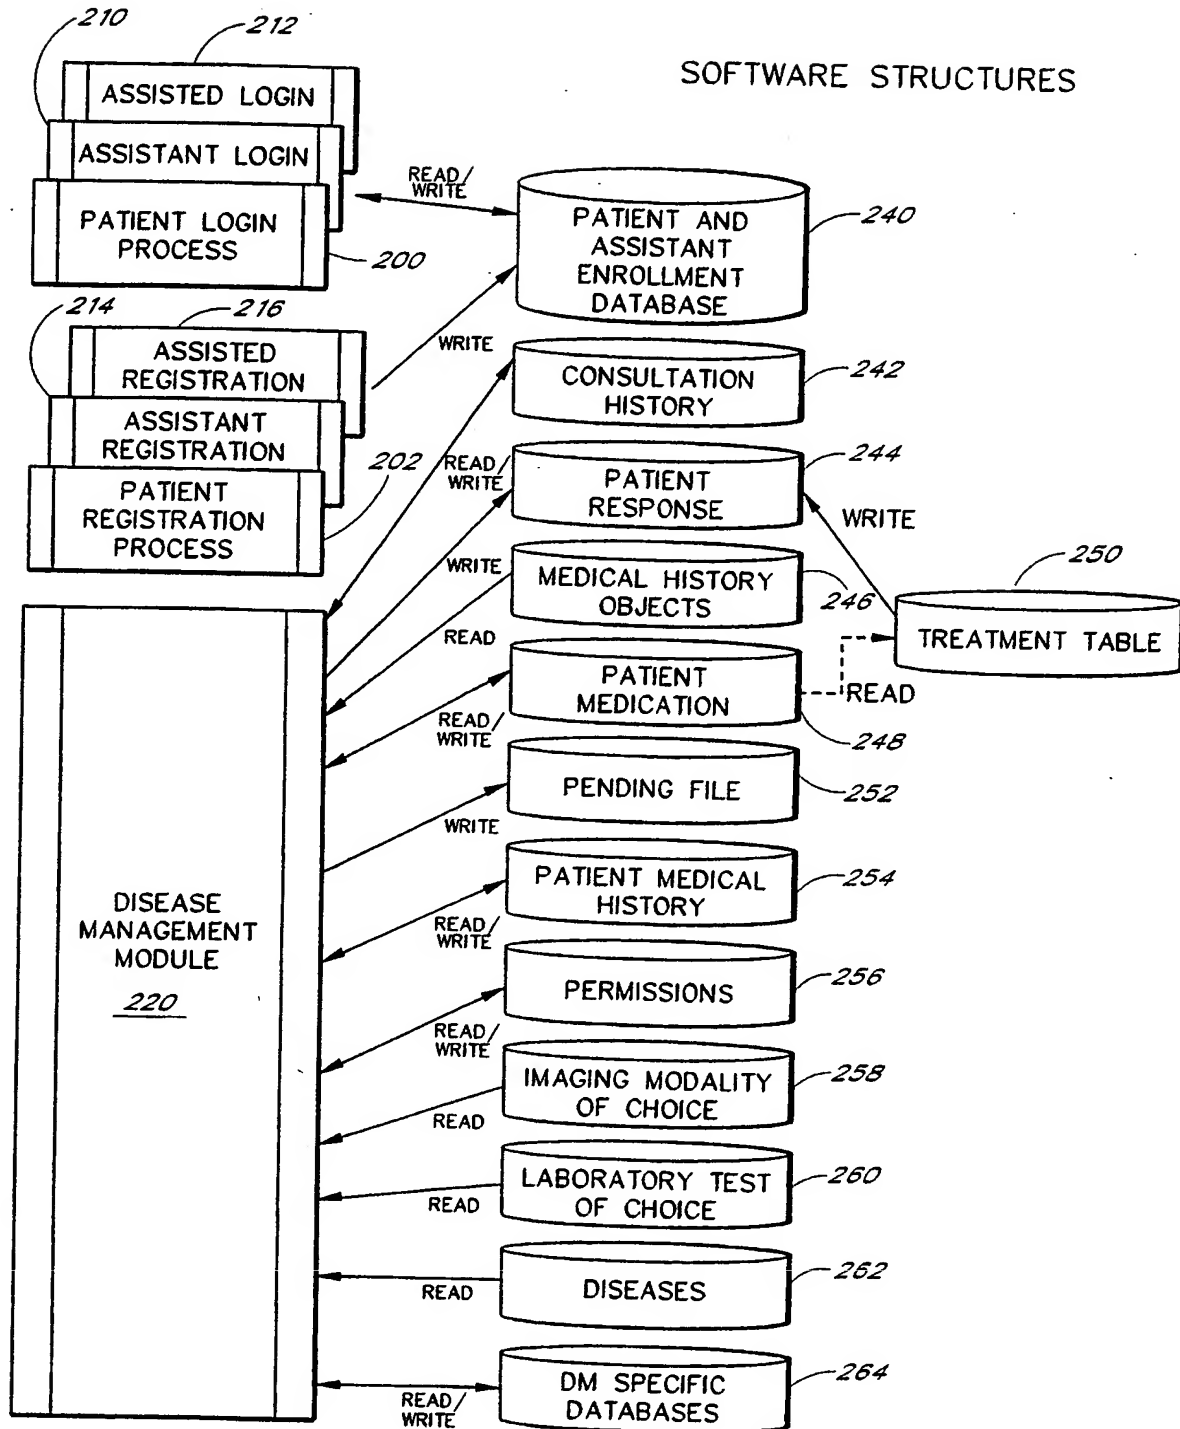 210
212
SOFTWARE STRUCTURES
ASSISTED LOGIN
ASSISTANT LOGIN
PATIENT LOGIN
PROCESS
200
READ/
WRITE
PATIENT AND
ASSISTANT
ENROLLMENT
DATABASE
240
214
216
ASSISTED
REGISTRATION
ASSISTANT
REGISTRATION
PATIENT
REGISTRATION
PROCESS
202
WRITE
CONSULTATION
HISTORY
242
READ/
WRITE
PATIENT
RESPONSE
244
WRITE
WRITE
MEDICAL HISTORY
OBJECTS
246
250
TREATMENT TABLE
READ
PATIENT
MEDICATION
248
READ
READ/
WRITE
PENDING FILE
252
WRITE
DISEASE
MANAGEMENT
MODULE
220
PATIENT MEDICAL
HISTORY
254
READ/
WRITE
PERMISSIONS
256
READ/
WRITE
IMAGING MODALITY
OF CHOICE
258
READ
LABORATORY TEST
OF CHOICE
260
READ
DISEASES
262
READ
DM SPECIFIC
DATABASES
264
READ/
WRITE